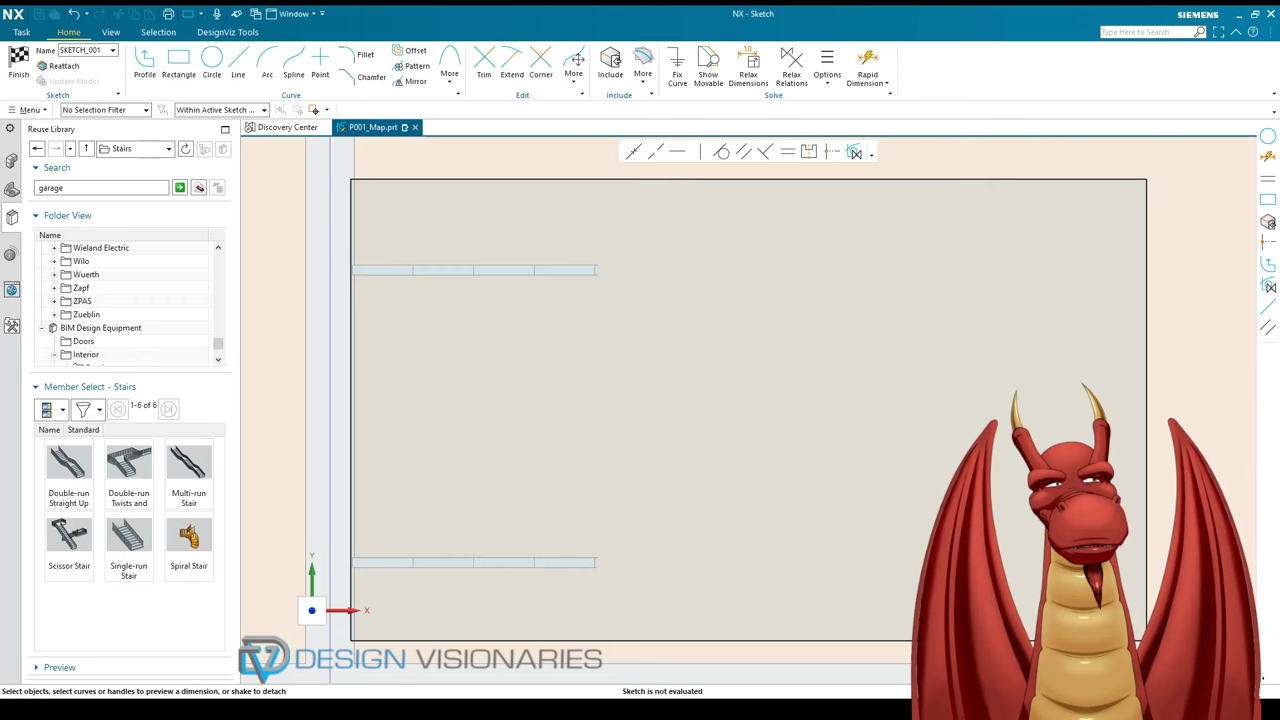 NX
Window
NX - Sketch
SIEMENS
Task
Home
Menu
View
Selection
DesignViz Tools
Type Here to Search
Finish
Name
SKETCH_001
Reattach
Update Model
Sketch
Profile
Rectangle
Circle
Line
Arc
Spline
Point
Fillet
Chamfer
Offset
Pattern
Mirror
More
Curve
Trim
Extend
Corner
More
Edit
Include
More
Include
Fix Curve
Show Movable
Relax Dimensions
Relax Relations
Options
Solve
Rapid Dimension
Menu
No Selection Filter
Within Active Sketch ...
Reuse Library
Discovery Center
P001_Map.prt
Stairs
Search
garage
Folder View
Name
Wieland Electric
Wilo
Wuerth
Zapf
ZPAS
Zueblin
BIM Design Equipment
Doors
Interior
Member Select - Stairs
1-6 of 6
Name Standard
Double-run Straight Up
Double-run Twists and
Multi-run Stair
Scissor Stair
Single-run Stair
Spiral Stair
Preview
Y
X
DV DESIGN VISIONARIES
Select objects, select curves or handles to preview a dimension, or shake to detach
Sketch is not evaluated